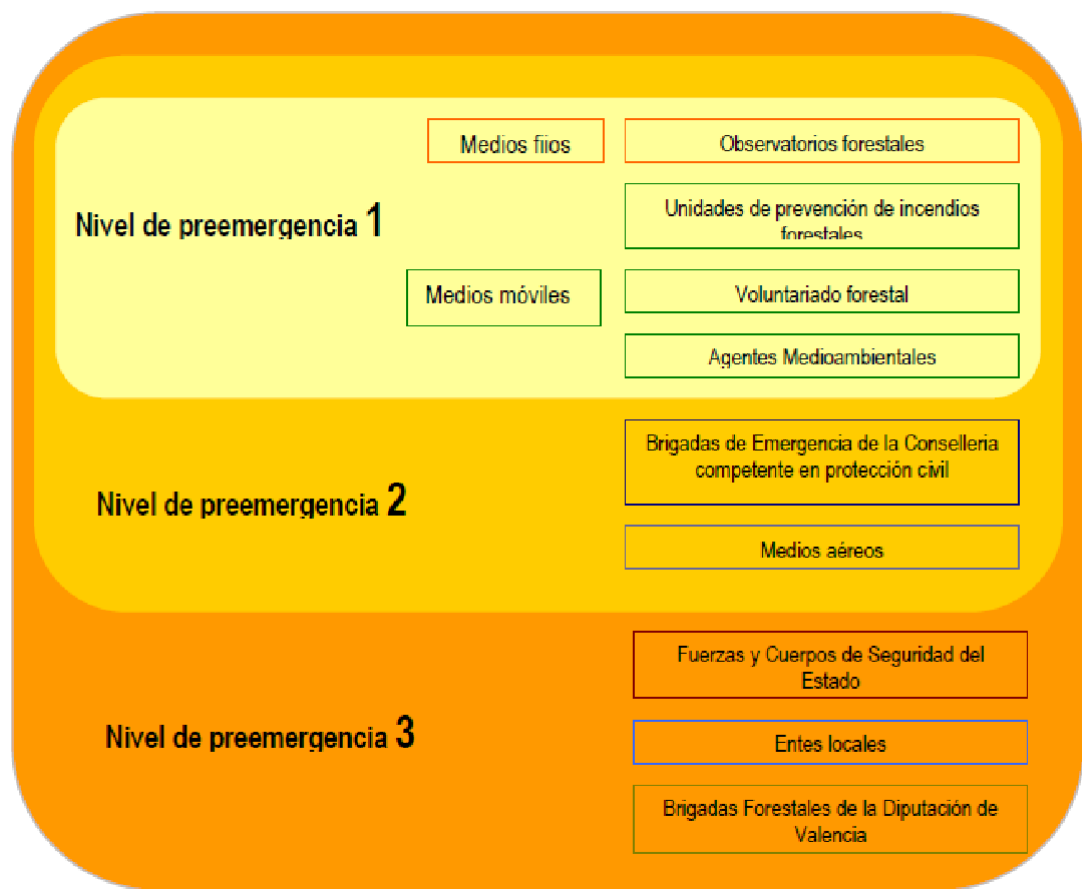 Medios fijos
Observatorios forestales
Nivel de preemergencia 1
Unidades de prevención de incendios
forestales
Medios móviles
Voluntariado forestal
Agentes Medioambientales
Brigadas de Emergencia de la Conselleria
competente en protección civil
Nivel de preemergencia 2
Medios aéreos
Fuerzas y Cuerpos de Seguridad del
Estado
Nivel de preemergencia 3
Entes locales
Brigadas Forestales de la Diputación de
Valencia